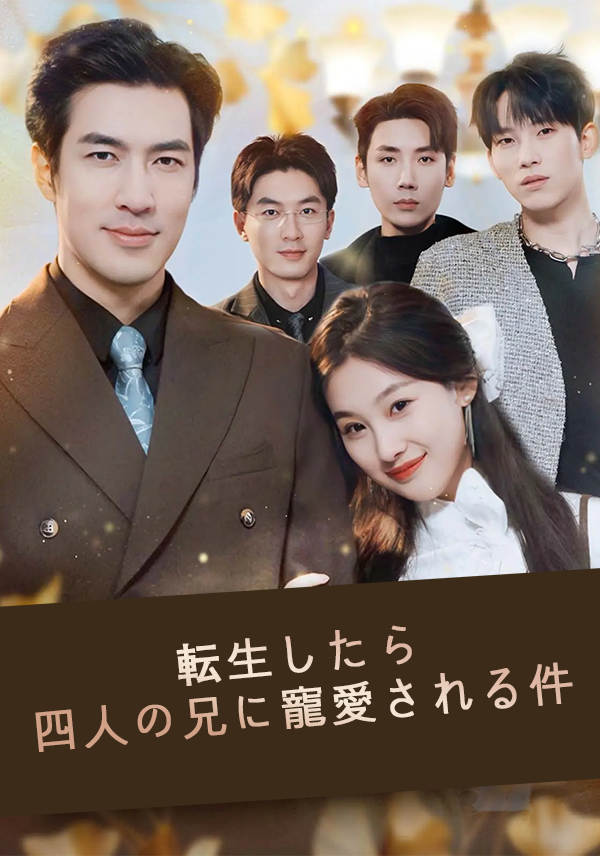 転生したら
四人の兄に寵愛される件